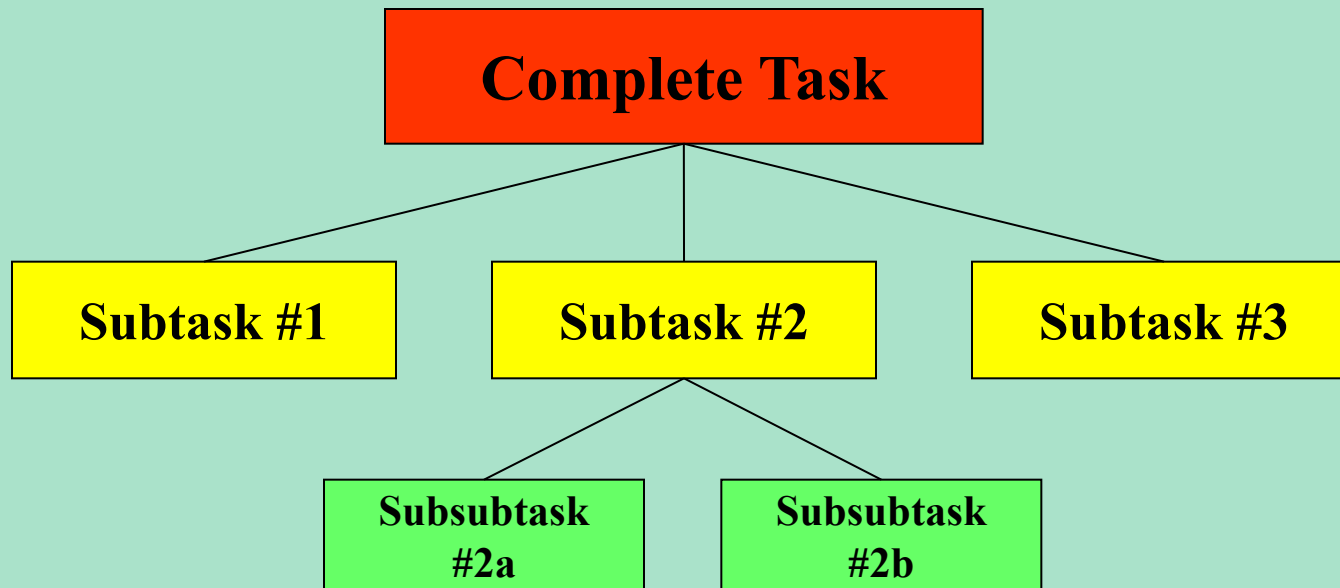 Complete Task
Subtask #1
Subtask #2
Subtask #3
Subsubtask
#2a
Subsubtask
#2b